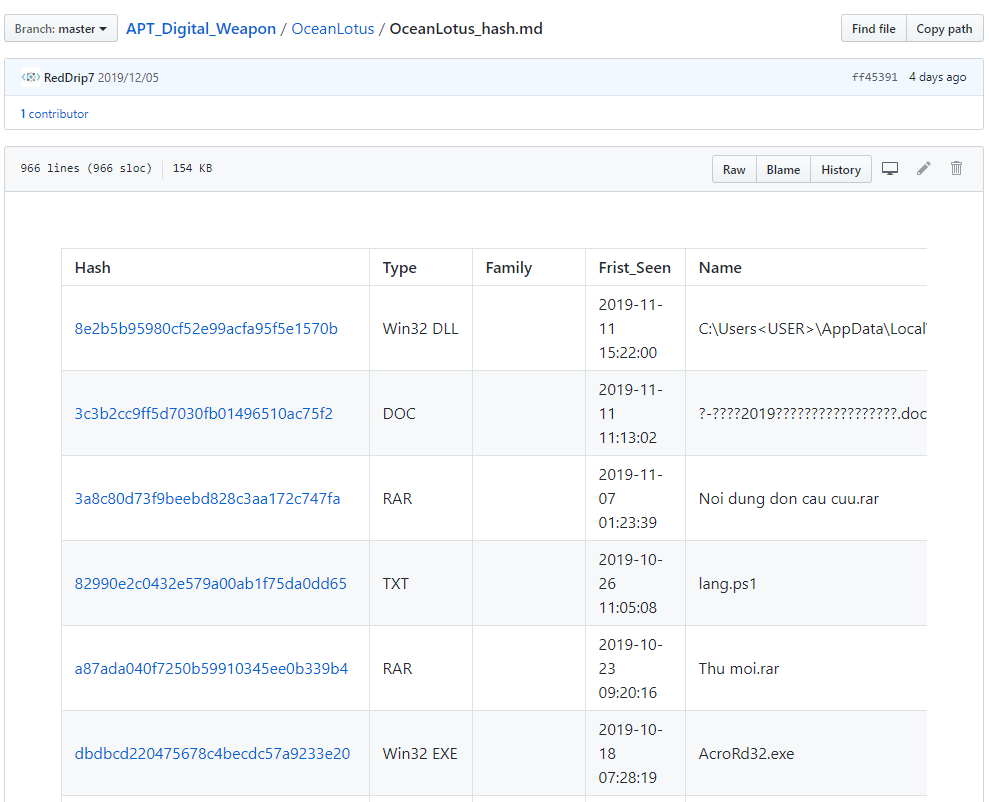 Branch: master
APT_Digital_Weapon / OceanLotus / OceanLotus_hash.md
Find file
Copy path
RedDrip7 2019/12/05
ff45391 4 days ago
1 contributor
966 lines (966 sloc) 154 KB
Raw
Blame
History
Hash Type Family Frist_Seen Name
8e2b5b95980cf52e99acfa95f5e1570b Win32 DLL 2019-11-
11
15:22:00
C:\Users<USER>\AppData\Local
3c3b2cc9ff5d7030fb01496510ac75f2 DOC 2019-11-
11
11:13:02
?-????2019?????????????????.doc
3a8c80d73f9beebd828c3aa172c747fa RAR 2019-11-
07
01:23:39
Noi dung don cau cuu.rar
82990e2c0432e579a00ab1f75da0dd65 TXT 2019-10-
26
11:05:08
lang.ps1
a87ada040f7250b59910345ee0b339b4 RAR 2019-10-
23
09:20:16
Thu moi.rar
dbdbcd220475678c4becdc57a9233e20 Win32 EXE 2019-10-
18
07:28:19
AcroRd32.exe